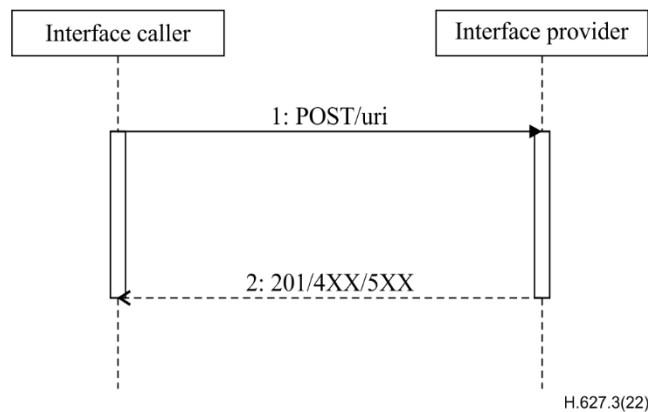 Interface caller
Interface provider
1: POST/uri
2: 201/4XX/5XX
H.627.3(22)